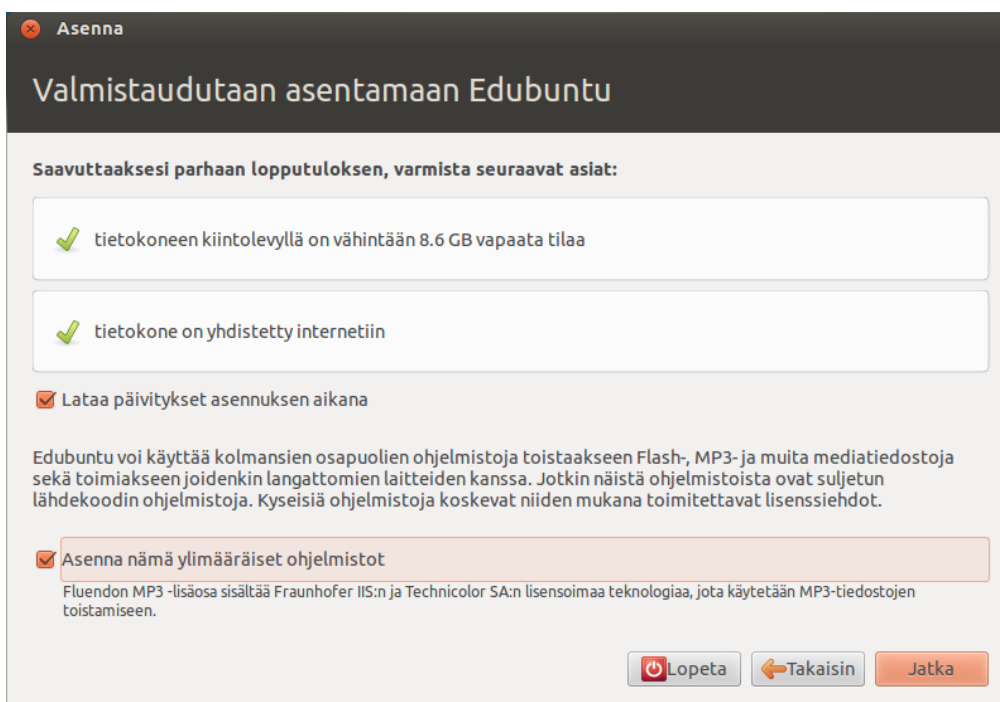 Asenna
Valmistaudutaan asentamaan Edubuntu
Saavuttaaksesi parhaan lopputuloksen, varmista seuraavat asiat:
tietokoneen kiintolevyllä on vähintään 8.6 GB vapaata tilaa
tietokone on yhdistetty internetiin
Lataa päivitykset asennuksen aikana
Edubuntu voi käyttää kolmansien osapuolien ohjelmistoja toistaakseen Flash-, MP3- ja muita mediatiedostoja
sekä toimiakseen joidenkin langattomien laitteiden kanssa. Jotkin näistä ohjelmistoista ovat suljetun
lähdekoodin ohjelmistoja. Kyseisiä ohjelmistoja koskevat niiden mukana toimitettavat lisenssiehdot.
Asenna nämä ylimääräiset ohjelmistot
Fluendon MP3 -lisäosa sisältää Fraunhofer IIS:n ja Technicolor SA:n lisensoimaa teknologiaa, jota käytetään MP3-tiedostojen
toistamiseen.
Lopeta Takaisin Jatka